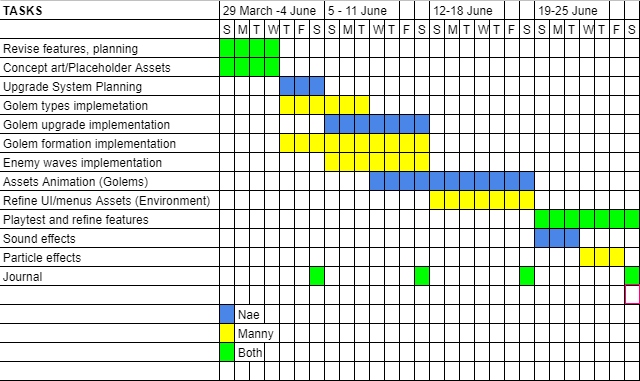 TASKS 29 March -4 June 5 - 11 June 12-18 June 19-25 June
S M T W T F S S M T W T F S S M T W T F S S M T W T F S
Revise features, planning
Concept art/Placeholder Assets
Upgrade System Planning
Golem types implemetation
Golem upgrade implementation
Golem formation implementation
Enemy waves implementation
Assets Animation (Golems)
Refine UI/menus Assets (Environment)
Playtest and refine features
Sound effects
Particle effects
Journal
Nae
Manny
Both